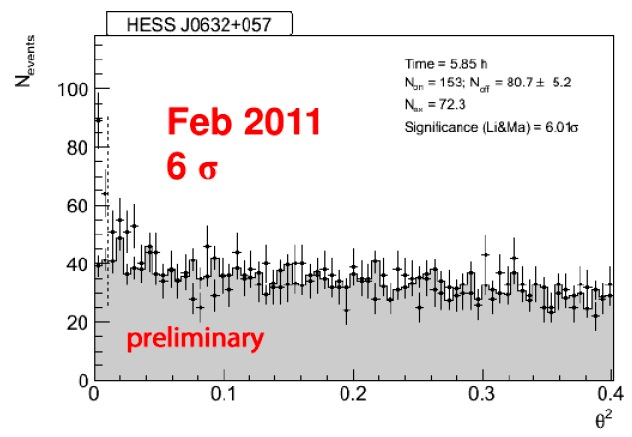 HESS J0632+057
N_events
Time = 5.85 h
N_on = 153; N_off = 80.7 ± 5.2
N_ex = 72.3
Significance (Li&Ma) = 6.01σ
Feb 2011
6 σ
preliminary
100
80
60
40
20
0
0 0.1 0.2 0.3 0.4
θ²